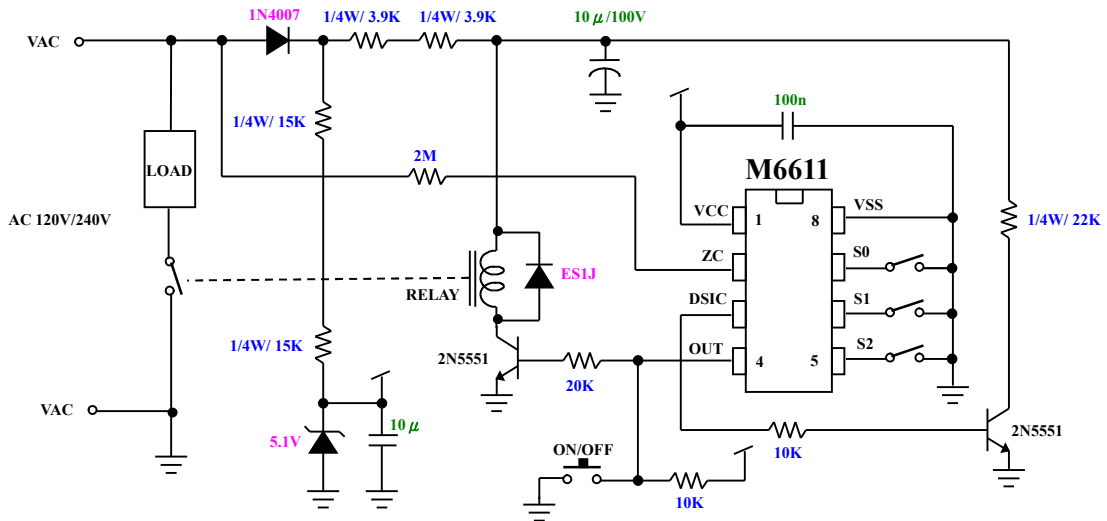 1N4007
1/4W/ 3.9K
1/4W/ 3.9K
10μ/100V
VAC
1/4W/ 15K
100n
2M
M6611
LOAD
VCC
1
8
VSS
AC 120V/240V
1/4W/ 22K
ZC
S0
ES1J
RELAY
DSIC
S1
1/4W/ 15K
OUT
4
5
S2
2N5551
20K
VAC
5.1V
10μ
2N5551
ON/OFF
10K
10K